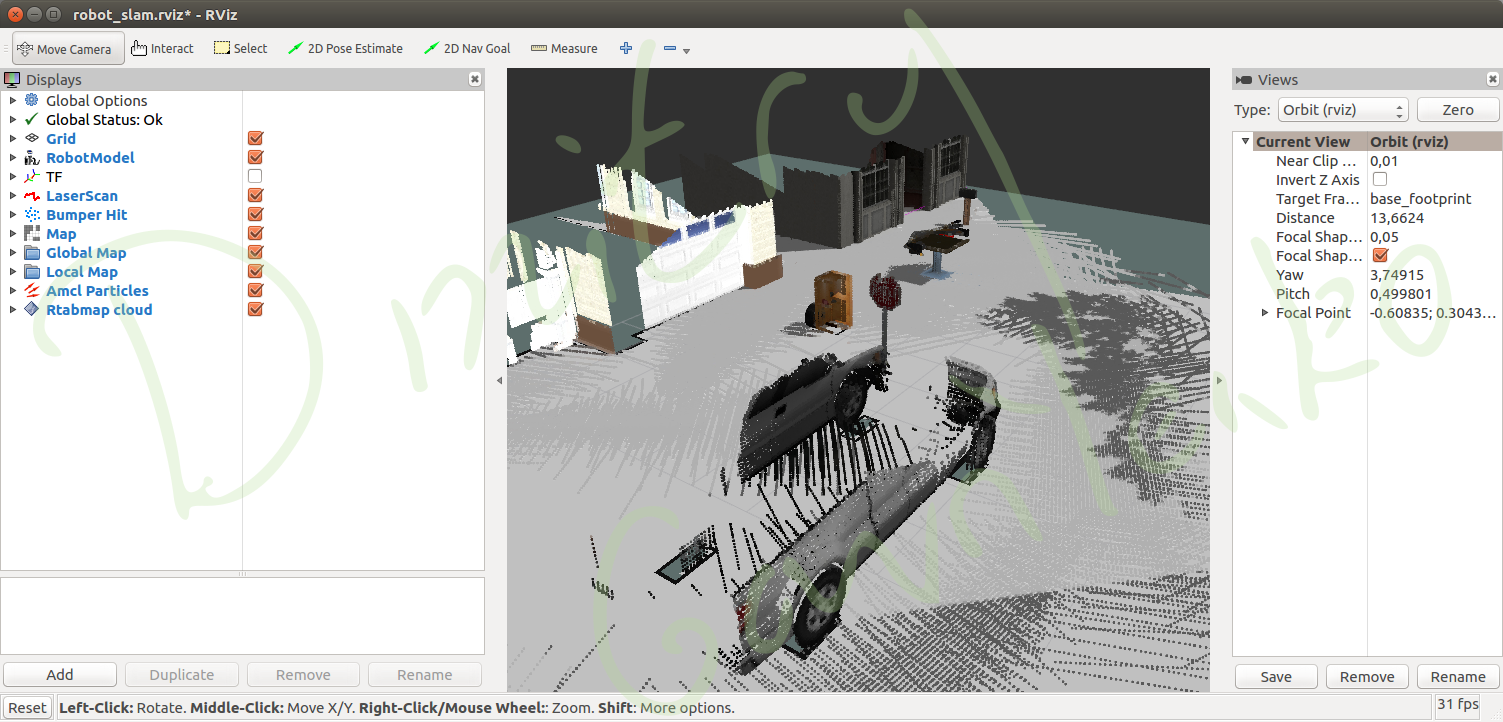 robot_slam.rviz* - RViz
Move Camera Interact Select 2D Pose Estimate 2D Nav Goal Measure
Displays
Global Options
Global Status: Ok
Grid
RobotModel
TF
LaserScan
Bumper Hit
Map
Global Map
Local Map
Amcl Particles
Rtabmap cloud
Add Duplicate Remove Rename
Views
Type: Orbit (rviz) Zero
Current View Orbit (rviz)
Near Clip ... 0,01
Invert Z Axis
Target Fra... base_footprint
Distance 13,6624
Focal Shap... 0,05
Focal Shap...
Yaw 3,74915
Pitch 0,499801
Focal Point -0.60835; 0.3043...
Save Remove Rename
Reset Left-Click: Rotate. Middle-Click: Move X/Y. Right-Click/Mouse Wheel:: Zoom. Shift: More options. 31 fps
Dmitry